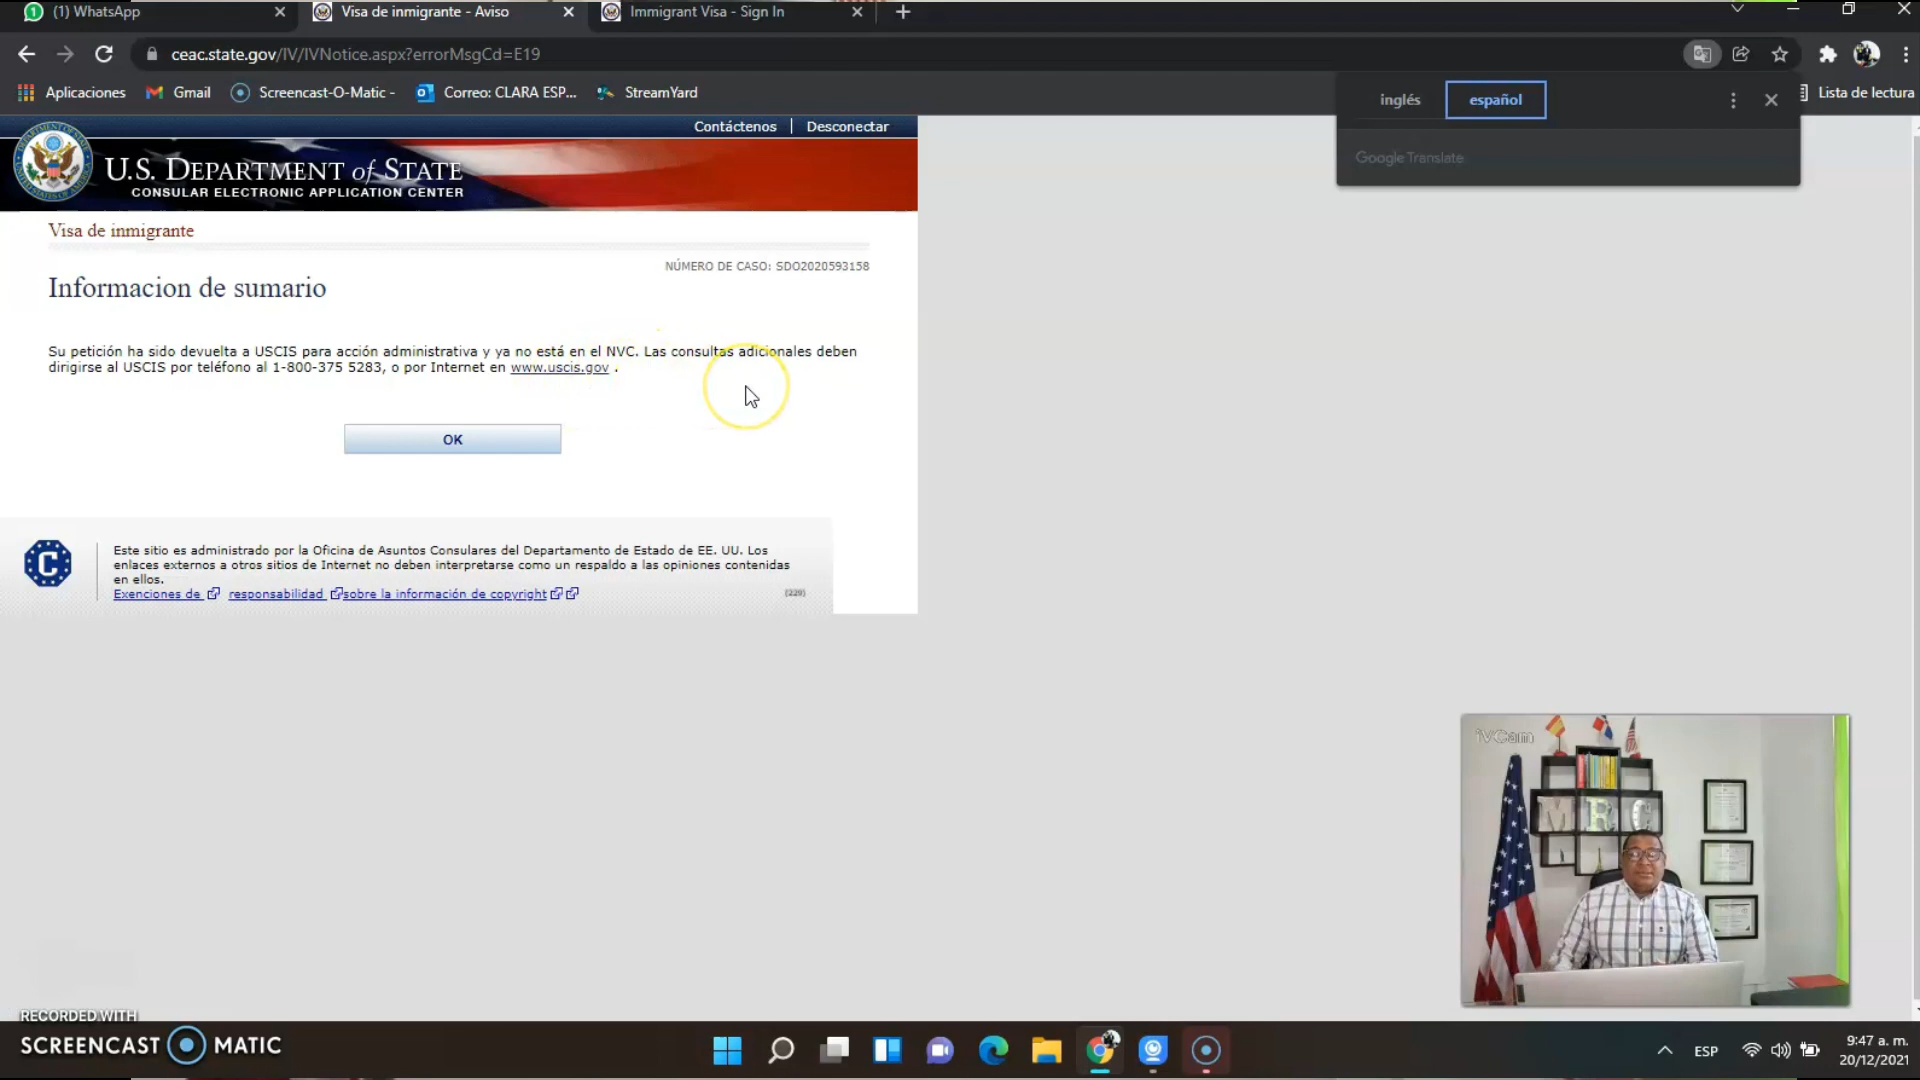 (1) WhatsApp
Visa de inmigrante - Aviso
Immigrant Visa - Sign In
ceac.state.gov/IV/IVNotice.aspx?errorMsgCd=E19
Aplicaciones
Gmail
Screencast-O-Matic -
Correo: CLARA ESP...
StreamYard
inglés
español
Lista de lectura
Google Translate
Contáctenos | Desconectar
U.S. DEPARTMENT of STATE
CONSULAR ELECTRONIC APPLICATION CENTER
Visa de inmigrante
NÚMERO DE CASO: SDO2020593158
Informacion de sumario
Su petición ha sido devuelta a USCIS para acción administrativa y ya no está en el NVC. Las consultas adicionales deben
dirigirse al USCIS por teléfono al 1-800-375 5283, o por Internet en www.uscis.gov .
OK
C
Este sitio es administrado por la Oficina de Asuntos Consulares del Departamento de Estado de EE. UU. Los
enlaces externos a otros sitios de Internet no deben interpretarse como un respaldo a las opiniones contenidas
en ellos.
Exenciones de responsabilidad sobre la información de copyright
iVCam
M R C
RECORDED WITH
SCREENCAST MATIC
ESP
9:47 a. m.
20/12/2021